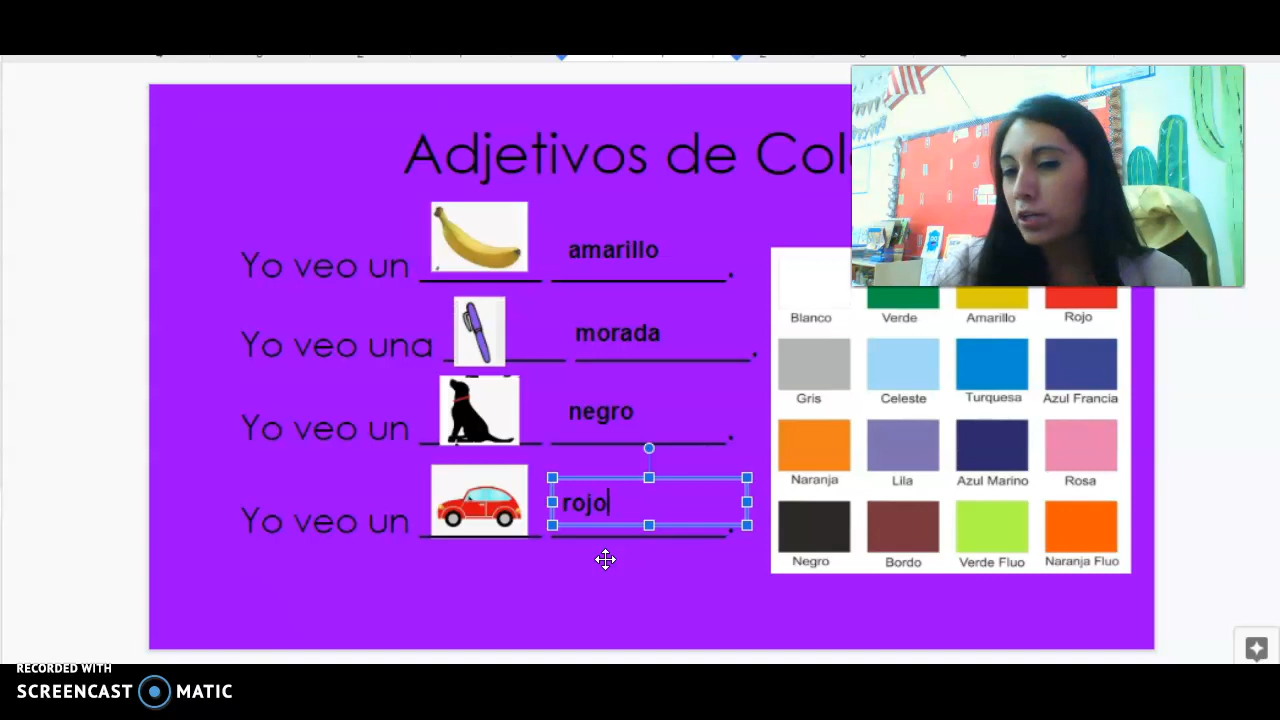 Adjetivos de
Yo veo un amarillo.
Yo veo una morada.
Yo veo un negro.
Yo veo un rojo.
Blanco Verde Amarillo Rojo
Gris Celeste Turquesa Azul Francia
Naranja Lila Azul Marino Rosa
Negro Bordo Verde Fluo Naranja Fluo
RECORDED WITH
SCREENCAST MATIC